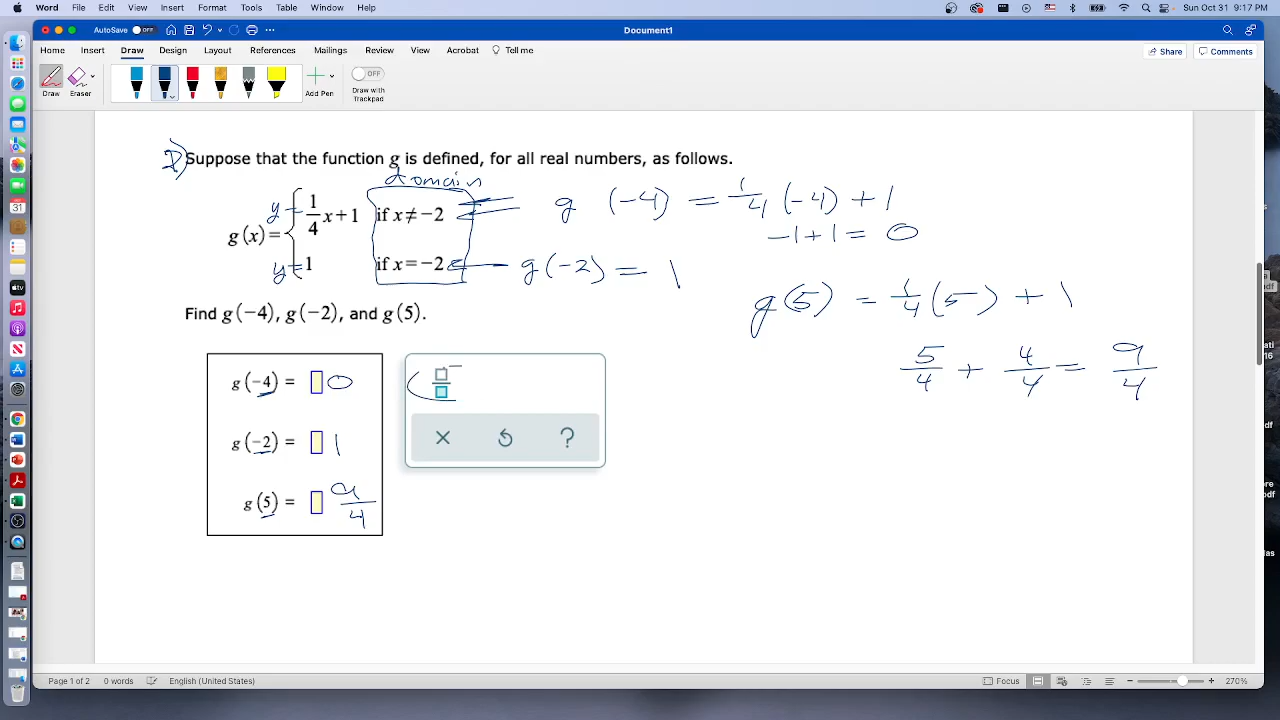 Word File Edit View Insert Format Tools Table Window Help Sun Oct 31 9:17 PM
AutoSave OFF Document1
Home Insert Draw Design Layout References Mailings Review View Acrobat Tell me Share Comments
Draw Eraser Add Pen OFF Draw with Trackpad
2) Suppose that the function g is defined, for all real numbers, as follows.
domain
g(x) = { y = 1/4 x+1 if x ≠ −2
y = 1 if x = −2
g (-4) = 1/4 (-4) + 1
-1 + 1 = 0
g(-2) = 1
g(5) = 1/4 (5) + 1
5/4 + 4/4 = 9/4
Find g(−4), g(−2), and g(5).
g(−4) = 0
g(−2) = 1
g(5) = 9/4
× ?
Page 1 of 2 0 words English (United States) Focus 270%